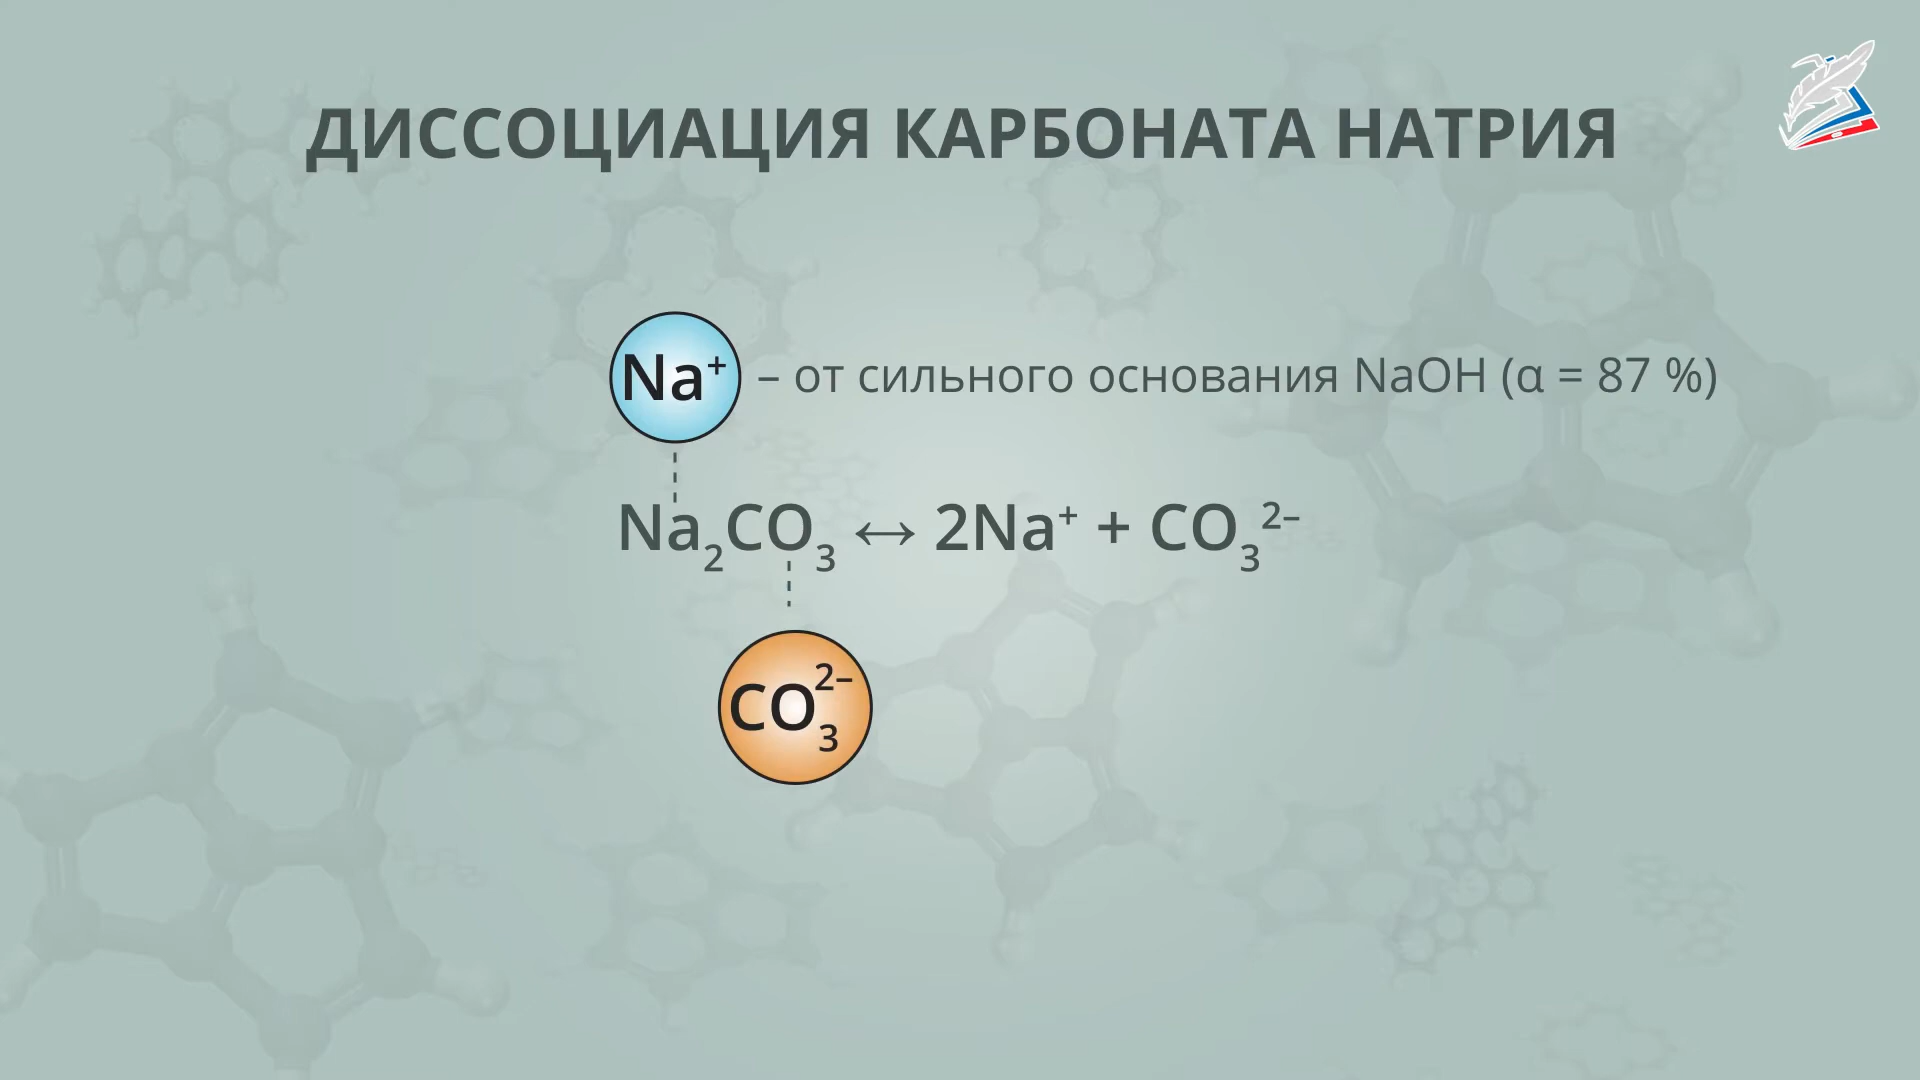 ДИССОЦИАЦИЯ КАРБОНАТА НАТРИЯ
Na⁺ – от сильного основания NaOH (α = 87 %)
Na₂CO₃ ↔ 2Na⁺ + CO₃²⁻
CO₃²⁻